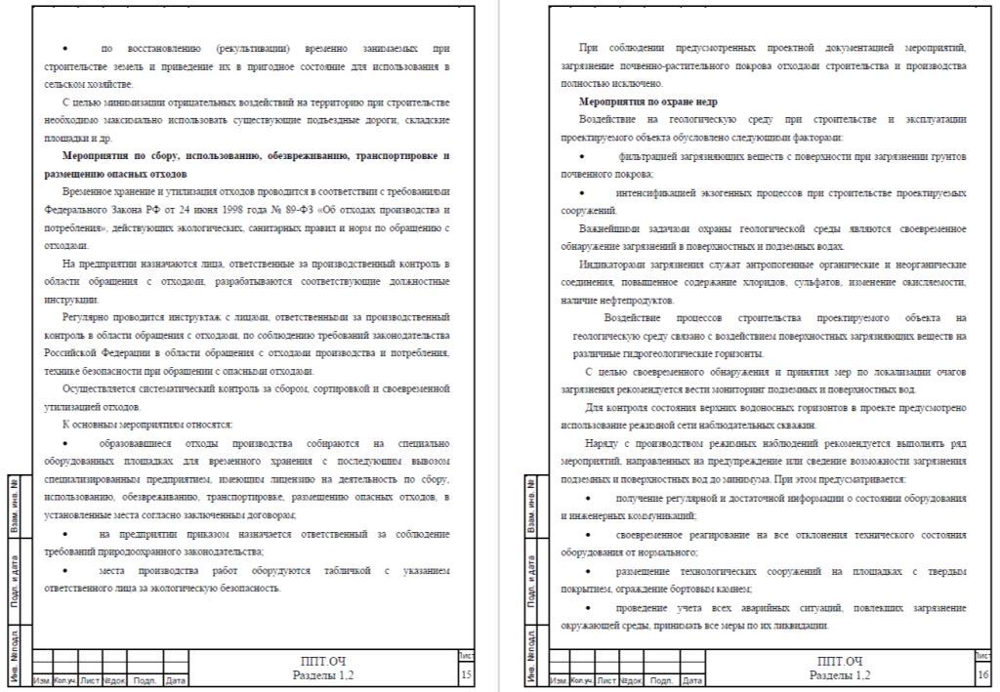 • по восстановлению (рекультивации) временно занимаемых при
строительстве земель и приведение их в пригодное состояние для использования в
сельском хозяйстве.
С целью минимизации отрицательных воздействий на территорию при строительстве
необходимо максимально использовать существующие подъездные дороги, складские
площадки и др.
Мероприятия по сбору, использованию, обезвреживанию, транспортировке и
размещению опасных отходов
Временное хранение и утилизация отходов проводится в соответствии с требованиями
Федерального Закона РФ от 24 июня 1998 года № 89-ФЗ «Об отходах производства и
потребления», действующих экологических, санитарных правил и норм по обращению с
отходами.
На предприятии назначаются лица, ответственные за производственный контроль в
области обращения с отходами, разрабатываются соответствующие должностные
инструкции.
Регулярно проводится инструктаж с лицами, ответственными за производственный
контроль в области обращения с отходами, по соблюдению требований законодательства
Российской Федерации в области обращения с отходами производства и потребления,
технике безопасности при обращении с опасными отходами.
Осуществляется систематический контроль за сбором, сортировкой и своевременной
утилизацией отходов.
К основным мероприятиям относятся:
• образовавшиеся отходы производства собираются на специально
оборудованных площадках для временного хранения с последующим вывозом
специализированным предприятием, имеющим лицензию на деятельность по сбору,
использованию, обезвреживанию, транспортировке, размещению опасных отходов, в
установленные места согласно заключенным договорам;
• на предприятии приказом назначается ответственный за соблюдение
требований природоохранного законодательства;
• места производства работ оборудуются табличкой с указанием
ответственного лица за экологическую безопасность.
Взам. инв. №
Подп. и дата
Инв. №подл.
Изм. Кол.уч. Лист №док. Подп. Дата
ППТ.ОЧ
Разделы 1,2
Лист
15
При соблюдении предусмотренных проектной документацией мероприятий,
загрязнение почвенно-растительного покрова отходами строительства и производства
полностью исключено.
Мероприятия по охране недр
Воздействие на геологическую среду при строительстве и эксплуатации
проектируемого объекта обусловлено следующими факторами:
• фильтрацией загрязняющих веществ с поверхности при загрязнении грунтов
почвенного покрова;
• интенсификацией экзогенных процессов при строительстве проектируемых
сооружений.
Важнейшими задачами охраны геологической среды являются своевременное
обнаружение загрязнений в поверхностных и подземных водах.
Индикаторами загрязнения служат антропогенные органические и неорганические
соединения, повышенное содержание хлоридов, сульфатов, изменение окисляемости,
наличие нефтепродуктов.
Воздействие процессов строительства проектируемого объекта на
геологическую среду связано с воздействием поверхностных загрязняющих веществ на
различные гидрогеологические горизонты.
С целью своевременного обнаружения и принятия мер по локализации очагов
загрязнения рекомендуется вести мониторинг подземных и поверхностных вод.
Для контроля состояния верхних водоносных горизонтов в проекте предусмотрено
использование режимной сети наблюдательных скважин.
Наряду с производством режимных наблюдений рекомендуется выполнять ряд
мероприятий, направленных на предупреждение или сведение возможности загрязнения
подземных и поверхностных вод до минимума. При этом предусматривается:
• получение регулярной и достаточной информации о состоянии оборудования
и инженерных коммуникаций;
• своевременное реагирование на все отклонения технического состояния
оборудования от нормального;
• размещение технологических сооружений на площадках с твердым
покрытием, ограждение бортовым камнем;
• проведение учета всех аварийных ситуаций, повлекших загрязнение
окружающей среды, принимать все меры по их ликвидации.
Взам. инв. №
Подп. и дата
Инв. №подл.
Изм. Кол.уч. Лист №док. Подп. Дата
ППТ.ОЧ
Разделы 1,2
Лист
16